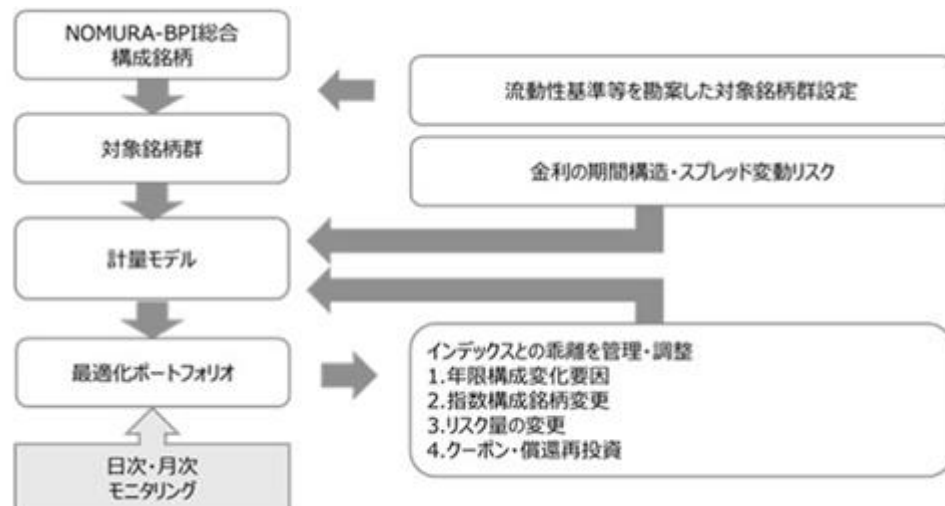 NOMURA-BPI総合
構成銘柄
流動性基準等を勘案した対象銘柄群設定
対象銘柄群
金利の期間構造・スプレッド変動リスク
計量モデル
最適化ポートフォリオ
インデックスとの乖離を管理・調整
1.年限構成変化要因
2.指数構成銘柄変更
3.リスク量の変更
4.クーポン・償還再投資
日次・月次
モニタリング